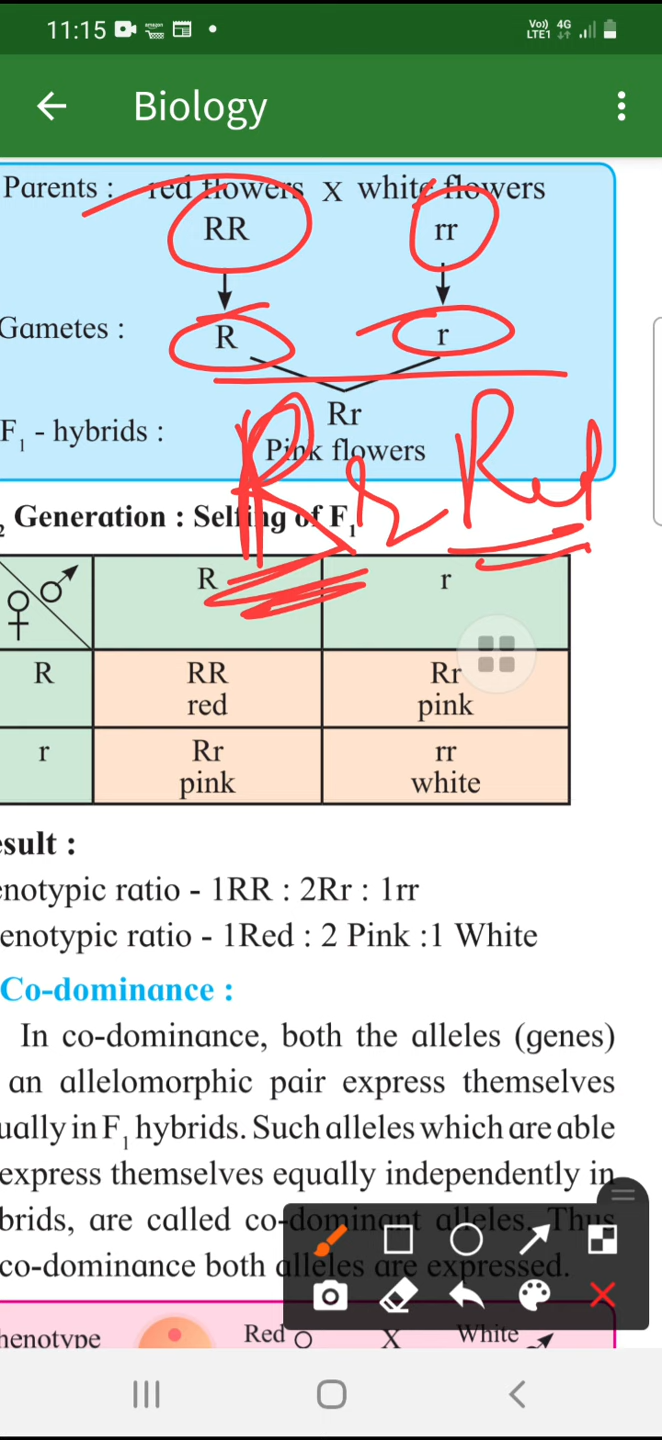 11:15
Vo)) 4G
LTE1
Biology
Parents : red flowers X white flowers
RR rr
Gametes : R r
Rr
F1 - hybrids :
Pink flowers
Generation : Selfing of F1
R r
R RR Rr
red pink
r Rr rr
pink white
esult :
enotypic ratio - 1RR : 2Rr : 1rr
enotypic ratio - 1Red : 2 Pink :1 White
Co-dominance :
In co-dominance, both the alleles (genes)
an allelomorphic pair express themselves
ually in F1 hybrids. Such alleles which are able
express themselves equally independently in
brids, are called co-dominant alleles. Thus
co-dominance both alleles are expressed.
henotype Red X White